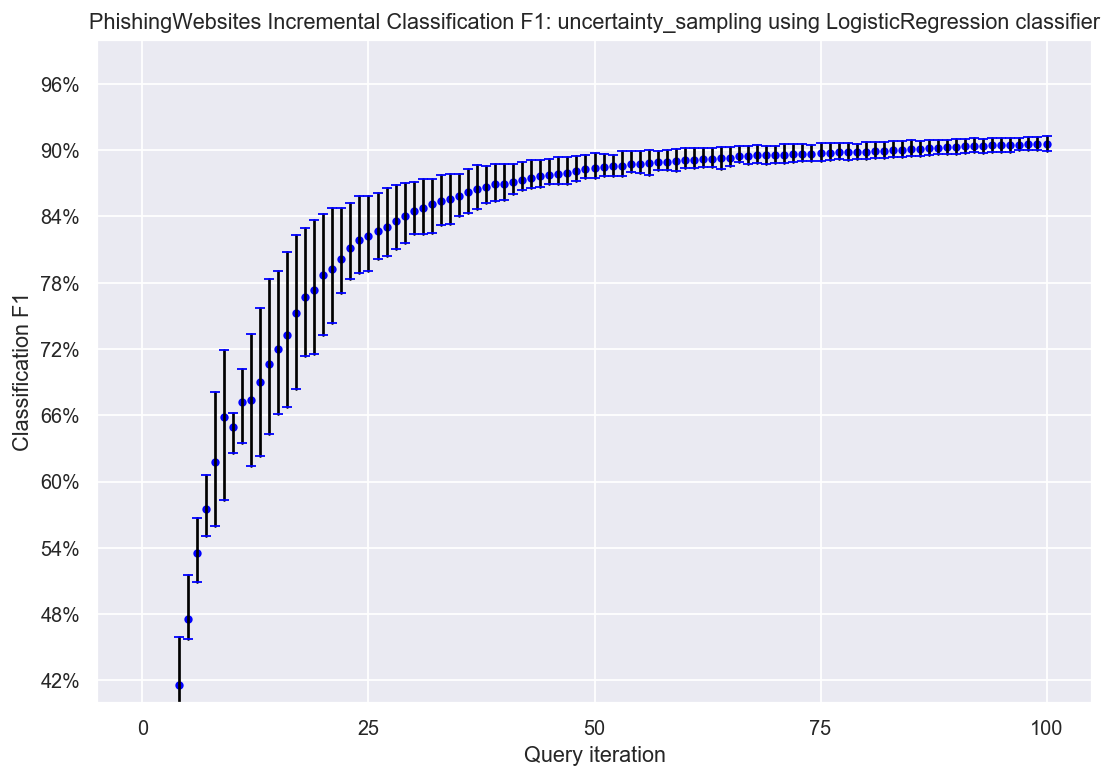 PhishingWebsites Incremental Classification F1: uncertainty_sampling using LogisticRegression classifier
96%
90%
84%
78%
72%
66%
60%
54%
48%
42%
Classification F1
0 25 50 75 100
Query iteration